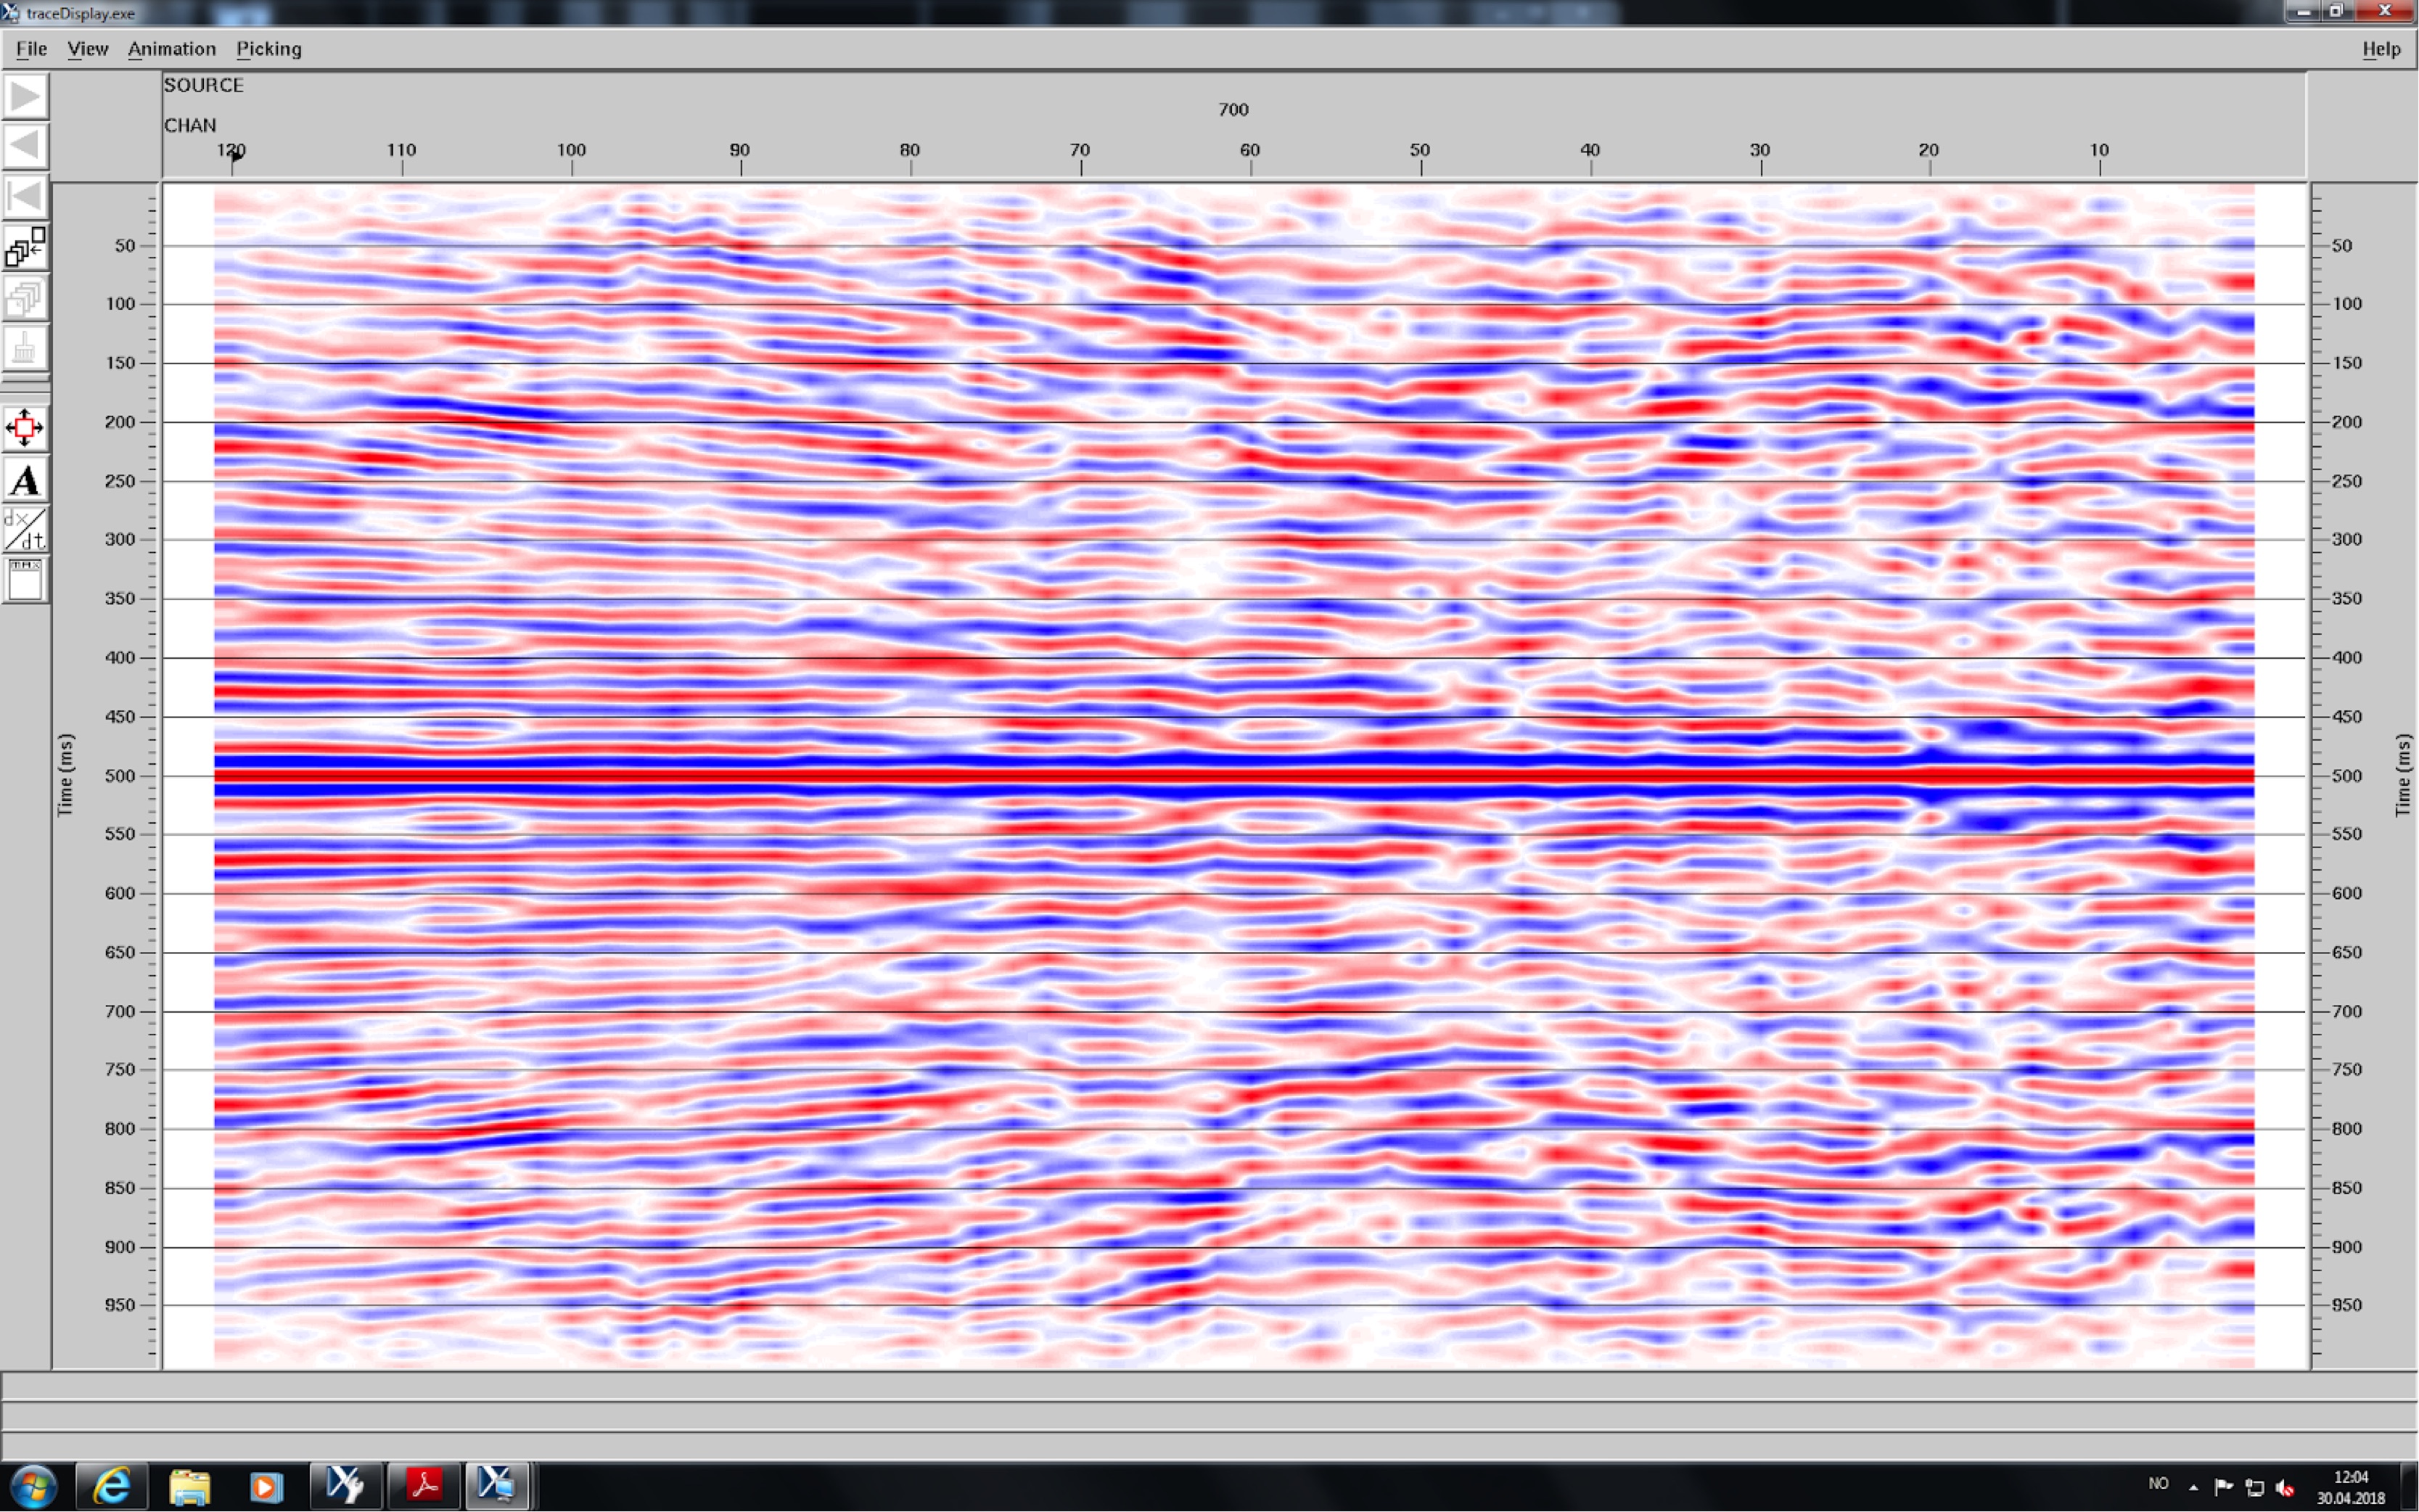 traceDisplay.exe
File View Animation Picking Help
SOURCE
700
CHAN
120 110 100 90 80 70 60 50 40 30 20 10
50 50
100 100
150 150
200 200
250 250
300 300
350 350
400 400
450 450
500 500
550 550
600 600
650 650
700 700
750 750
800 800
850 850
900 900
950 950
Time (ms) Time (ms)
A
dx/dt
NO
12:04
30.04.2018